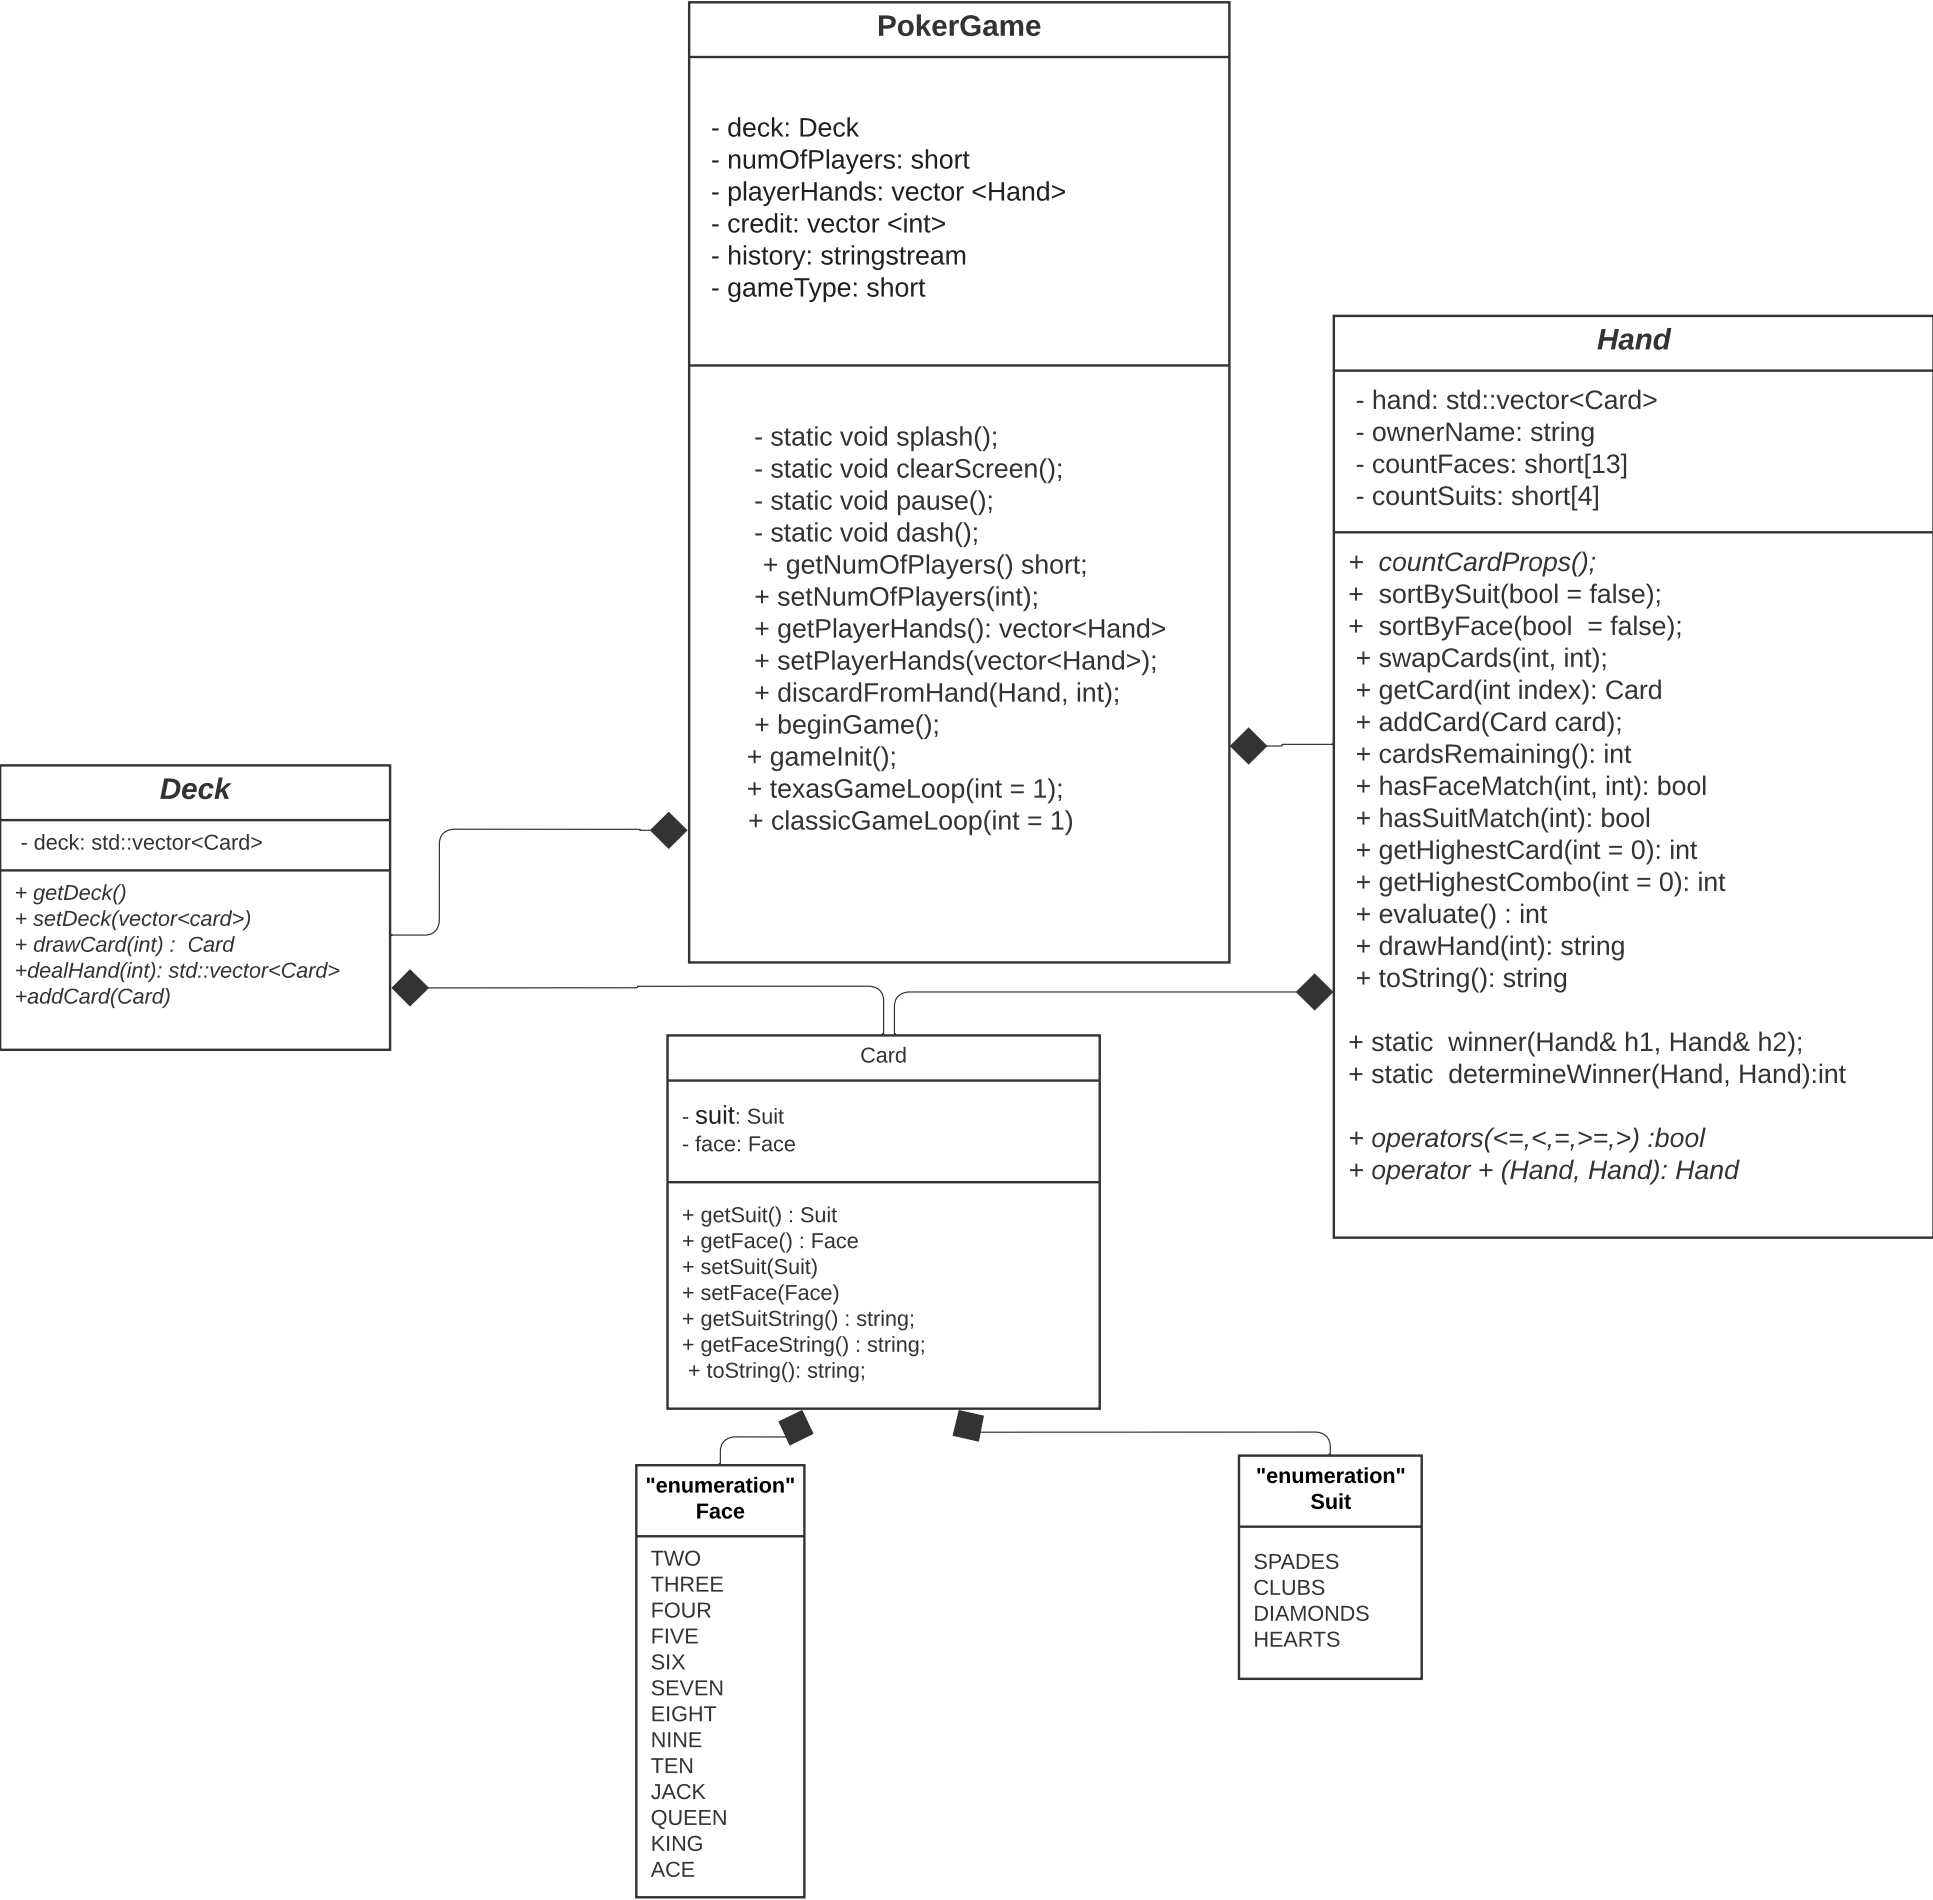 PokerGame
- deck: Deck
- numOfPlayers: short
- playerHands: vector <Hand>
- credit: vector <int>
- history: stringstream
- gameType: short
- static void splash();
- static void clearScreen();
- static void pause();
- static void dash();
+ getNumOfPlayers() short;
+ setNumOfPlayers(int);
+ getPlayerHands(): vector<Hand>
+ setPlayerHands(vector<Hand>);
+ discardFromHand(Hand, int);
+ beginGame();
+ gameInit();
+ texasGameLoop(int = 1);
+ classicGameLoop(int = 1)
Hand
- hand: std::vector<Card>
- ownerName: string
- countFaces: short[13]
- countSuits: short[4]
+  countCardProps();
+  sortBySuit(bool = false);
+  sortByFace(bool  = false);
+ swapCards(int, int);
+ getCard(int index): Card
+ addCard(Card card);
+ cardsRemaining(): int
+ hasFaceMatch(int, int): bool
+ hasSuitMatch(int): bool
+ getHighestCard(int = 0): int
+ getHighestCombo(int = 0): int
+ evaluate() : int
+ drawHand(int): string
+ toString(): string
+ static  winner(Hand& h1, Hand& h2);
+ static  determineWinner(Hand, Hand):int
+ operators(<=,<,=,>=,>) :bool
+ operator + (Hand, Hand): Hand
Deck
- deck: std::vector<Card>
+ getDeck()
+ setDeck(vector<card>)
+ drawCard(int) :  Card
+dealHand(int): std::vector<Card>
+addCard(Card)
Card
- suit: Suit
- face: Face
+ getSuit() : Suit
+ getFace() : Face
+ setSuit(Suit)
+ setFace(Face)
+ getSuitString() : string;
+ getFaceString() : string;
+ toString(): string;
"enumeration"
Face
TWO
THREE
FOUR
FIVE
SIX
SEVEN
EIGHT
NINE
TEN
JACK
QUEEN
KING
ACE
"enumeration"
Suit
SPADES
CLUBS
DIAMONDS
HEARTS